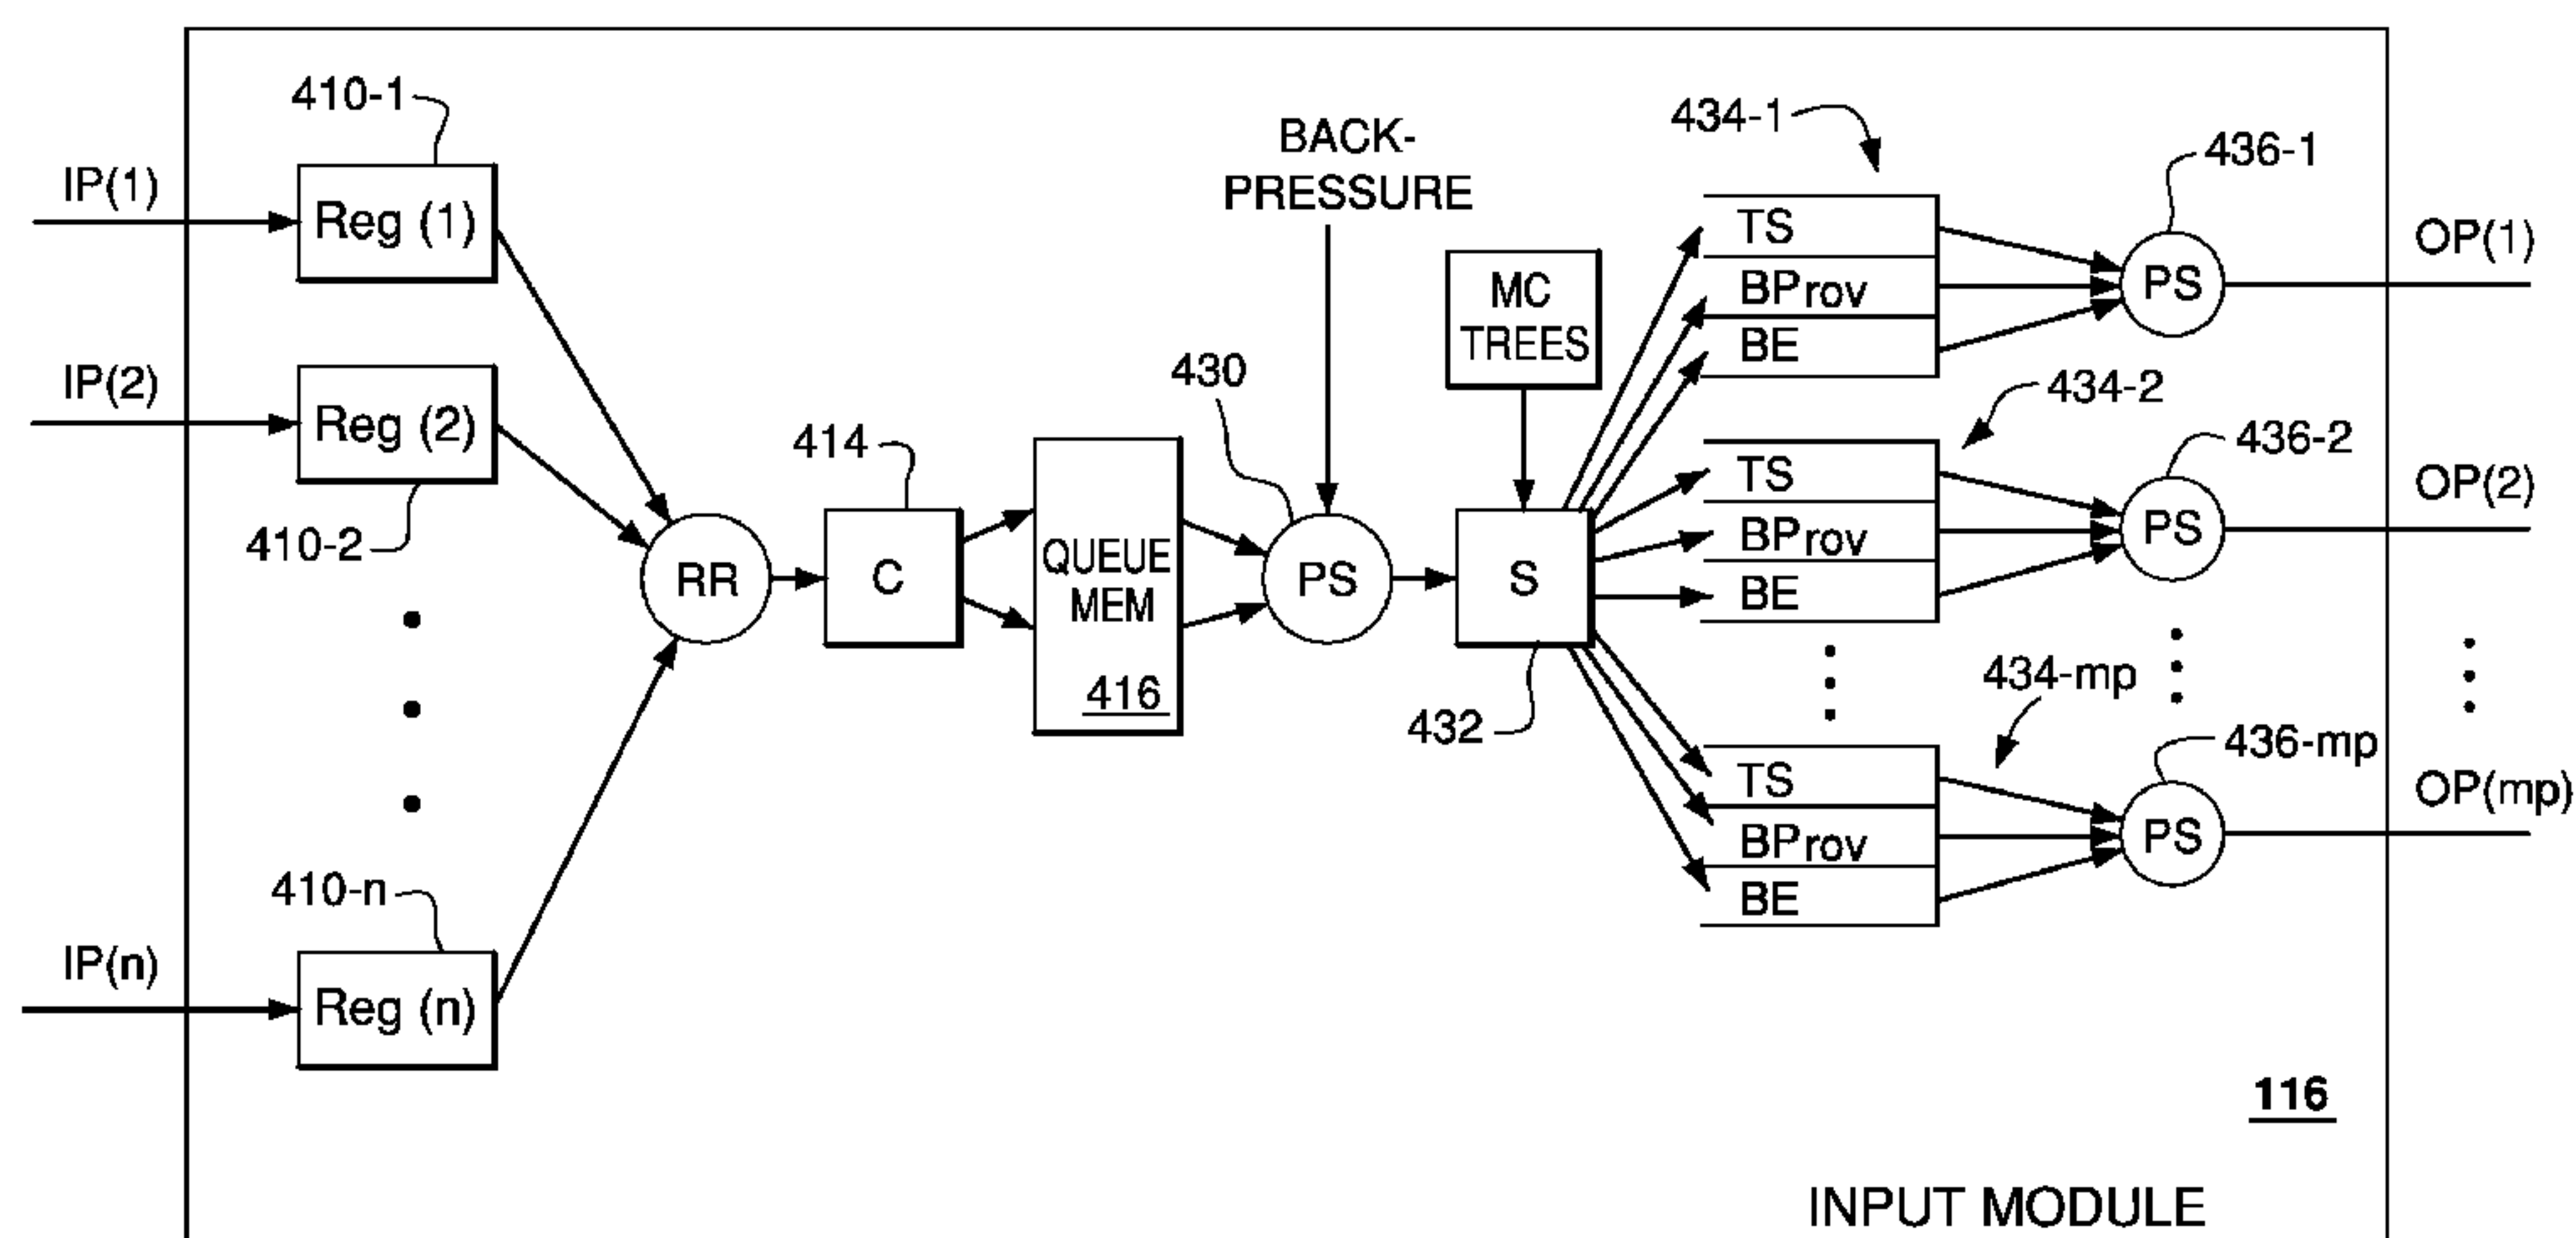 410-1
IP(1)
Reg (1)
IP(2)
Reg (2)
410-2
410-n
IP(n)
Reg (n)
RR
414
C
QUEUE
MEM
416
BACK-
PRESSURE
430
PS
MC
TREES
S
432
434-1
TS
BProv
BE
436-1
PS
OP(1)
434-2
TS
BProv
BE
436-2
PS
OP(2)
434-mp
TS
BProv
BE
436-mp
PS
OP(mp)
116
INPUT MODULE